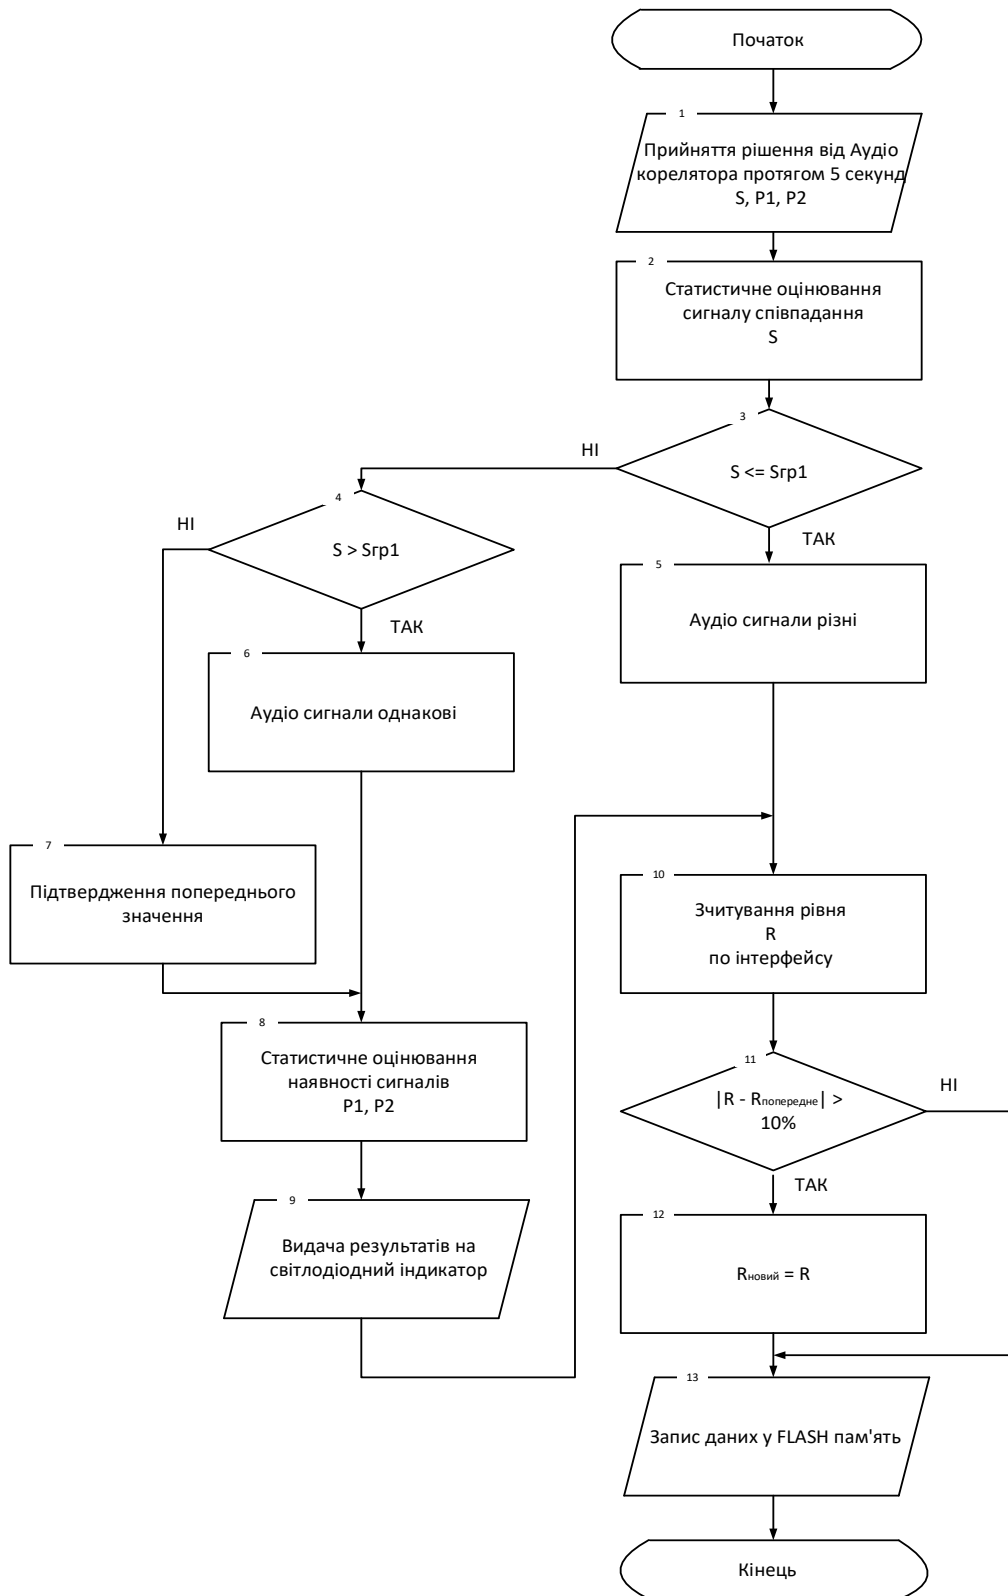 Початок
1
Прийняття рішення від Аудіо
корелятора протягом 5 секунд
S, P1, P2
2
Статистичне оцінювання
сигналу співпадання
S
3
НІ
S <= Sгр1
ТАК
4
НІ
S > Sгр1
ТАК
5
Аудіо сигнали різні
6
Аудіо сигнали однакові
7
Підтвердження попереднього
значення
8
Статистичне оцінювання
наявності сигналів
P1, P2
9
Видача результатів на
світлодіодний індикатор
10
Зчитування рівня
R
по інтерфейсу
11
НІ
|R - Rпопереднє| >
10%
ТАК
12
Rновий = R
13
Запис даних у FLASH пам'ять
Кінець